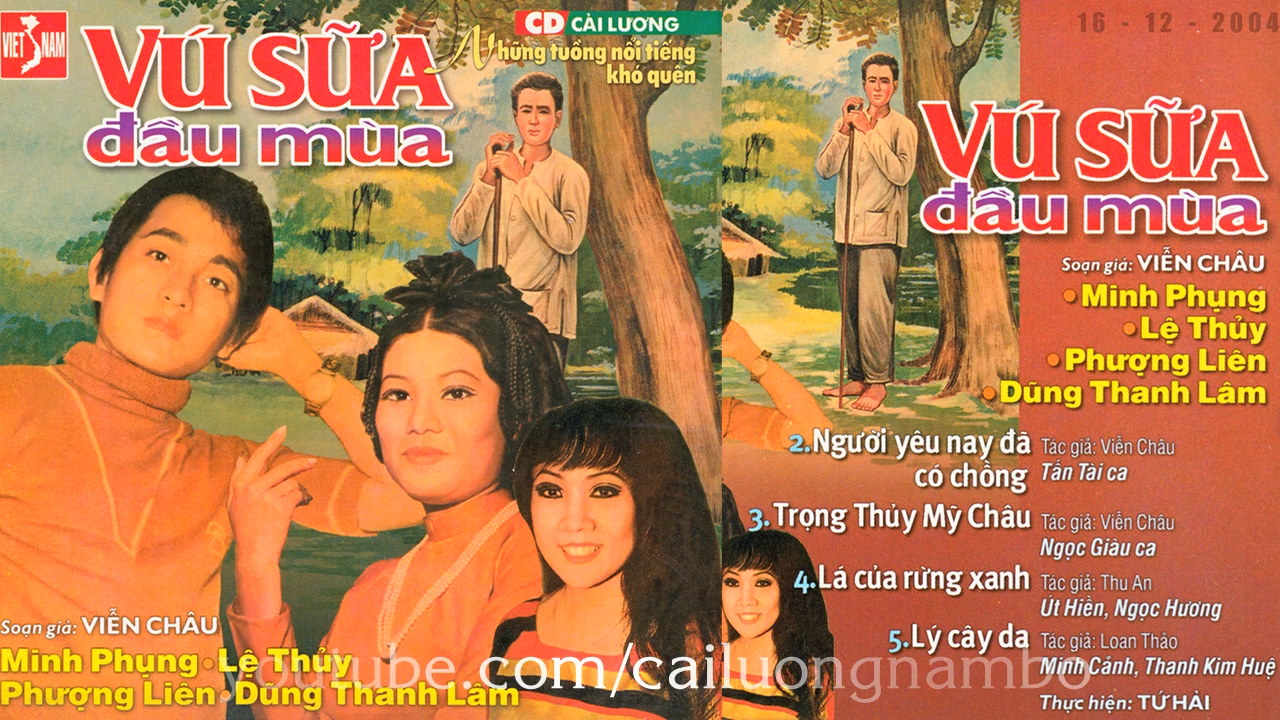 VIỆT NAM
VÚ SỮA
đầu mùa
CD CẢI LƯƠNG
Những tuồng nổi tiếng
khó quên
Soạn giả: VIỄN CHÂU
Minh Phụng • Lệ Thủy
Phượng Liên • Dũng Thanh Lâm
16 - 12 - 2004
VÚ SỮA
đầu mùa
Soạn giả: VIỄN CHÂU
• Minh Phụng
• Lệ Thủy
• Phượng Liên
• Dũng Thanh Lâm
2. Người yêu nay đã
có chồng
Tác giả: Viễn Châu
Tấn Tài ca
3. Trọng Thủy Mỹ Châu
Tác giả: Viễn Châu
Ngọc Giàu ca
4. Lá của rừng xanh
Tác giả: Thu An
Út Hiền, Ngọc Hương
5. Lý cây da
Tác giả: Loan Thảo
Minh Cảnh, Thanh Kim Huệ
Thực hiện: TỨ HẢI
youtube.com/cailuongnambo